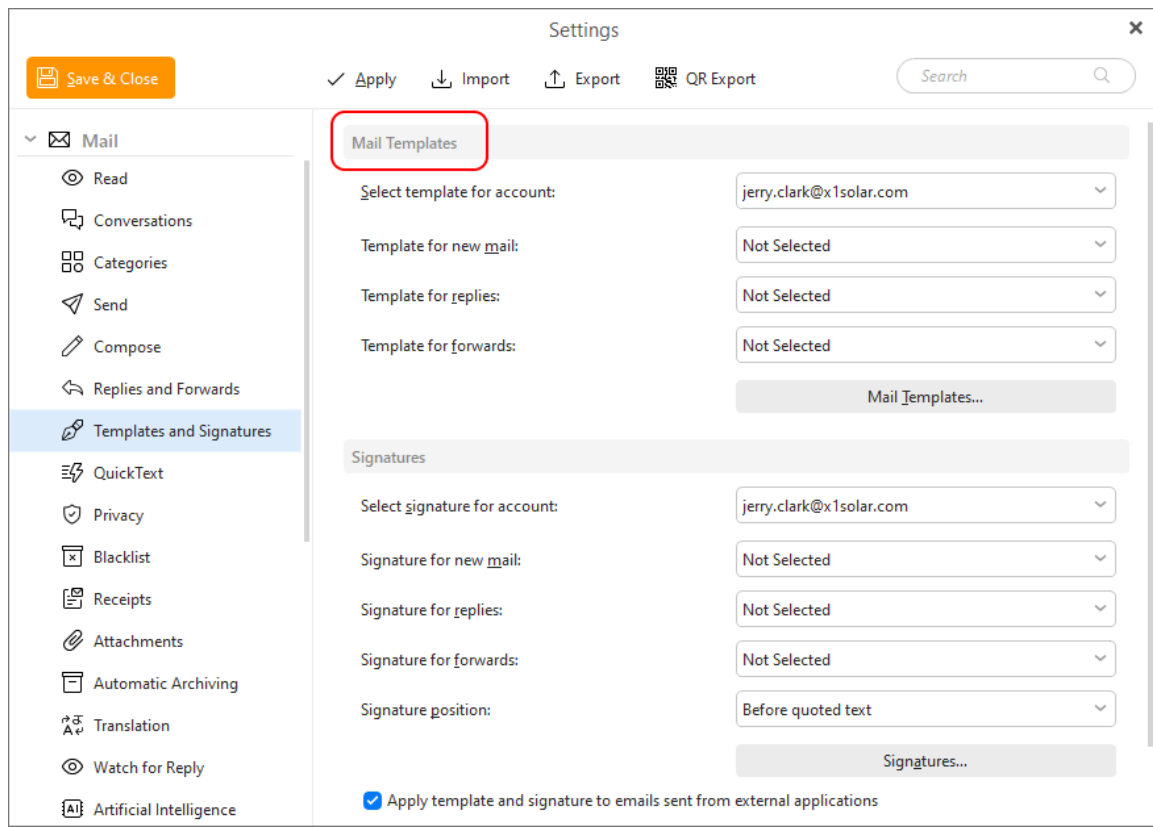 Settings
Save & Close
Apply
Import
Export
QR Export
Search
Mail
Read
Conversations
Categories
Send
Compose
Replies and Forwards
Templates and Signatures
QuickText
Privacy
Blacklist
Receipts
Attachments
Automatic Archiving
Translation
Watch for Reply
AI Artificial Intelligence
Mail Templates
Select template for account: jerry.clark@x1solar.com
Template for new mail: Not Selected
Template for replies: Not Selected
Template for forwards: Not Selected
Mail Templates...
Signatures
Select signature for account: jerry.clark@x1solar.com
Signature for new mail: Not Selected
Signature for replies: Not Selected
Signature for forwards: Not Selected
Signature position: Before quoted text
Signatures...
Apply template and signature to emails sent from external applications